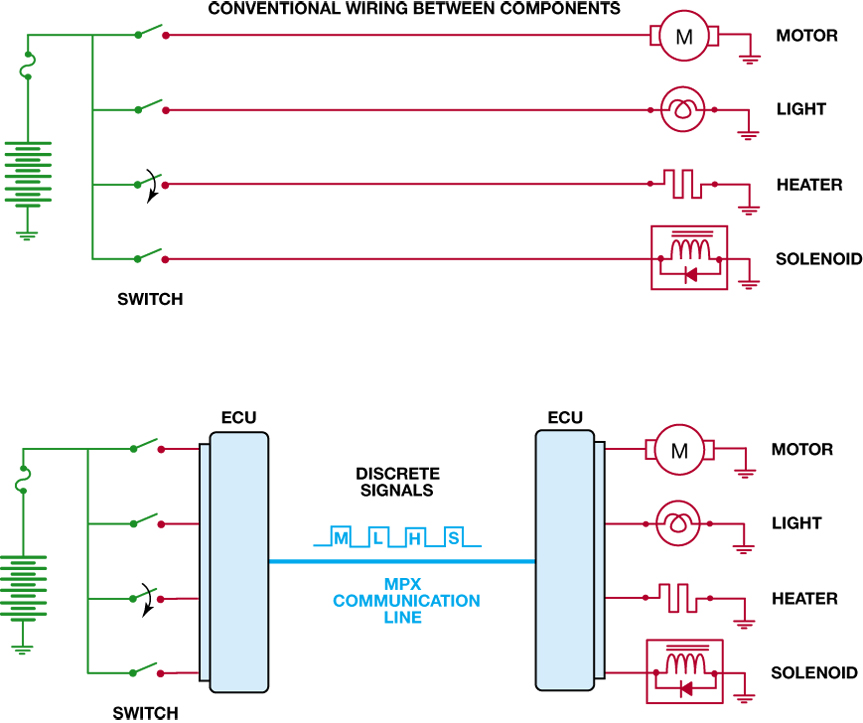 CONVENTIONAL WIRING BETWEEN COMPONENTS
M
MOTOR
LIGHT
HEATER
SOLENOID
SWITCH
ECU
ECU
DISCRETE
SIGNALS
M L H S
MPX
COMMUNICATION
LINE
M
MOTOR
LIGHT
HEATER
SOLENOID
SWITCH